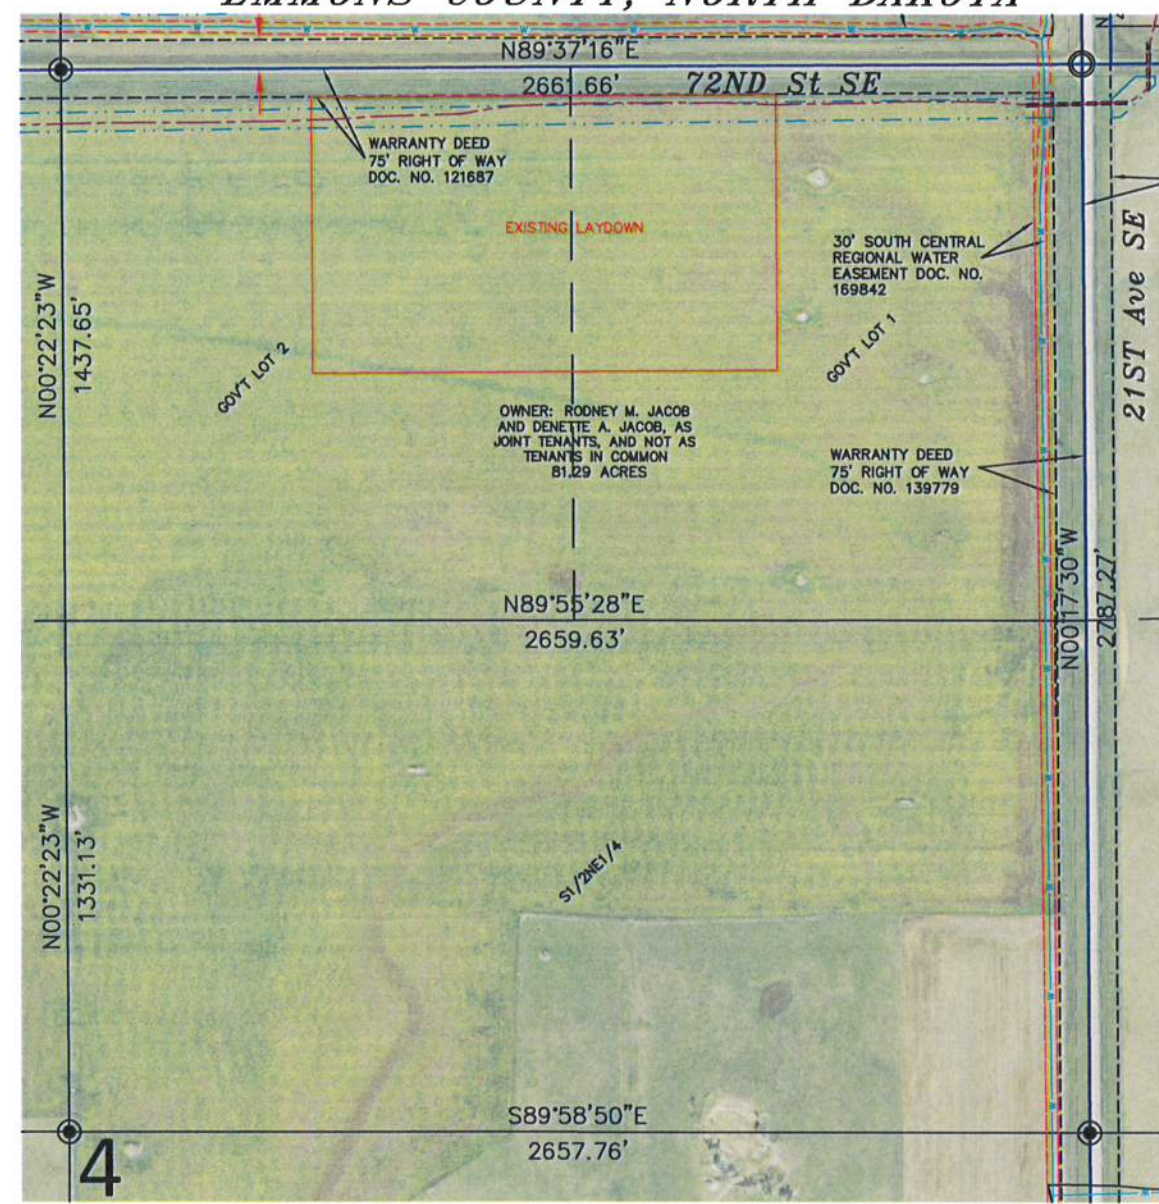 EMMONS COUNTY, NORTH DAKOTA
N89°37'16"E
2661.66'
72ND St SE
WARRANTY DEED
75' RIGHT OF WAY
DOC. NO. 121687
EXISTING LAYDOWN
30' SOUTH CENTRAL
REGIONAL WATER
EASEMENT DOC. NO.
169842
21ST Ave SE
N00°22'23"W
1437.65'
GOV'T LOT 2
GOV'T LOT 1
OWNER: RODNEY M. JACOB
AND DENETTE A. JACOB, AS
JOINT TENANTS, AND NOT AS
TENANTS IN COMMON
81.29 ACRES
WARRANTY DEED
75' RIGHT OF WAY
DOC. NO. 139779
N89°55'28"E
2659.63'
N00°17'30"W
2787.27'
N00°22'23"W
1331.13'
S1/2NE1/4
S89°58'50"E
2657.76'
4